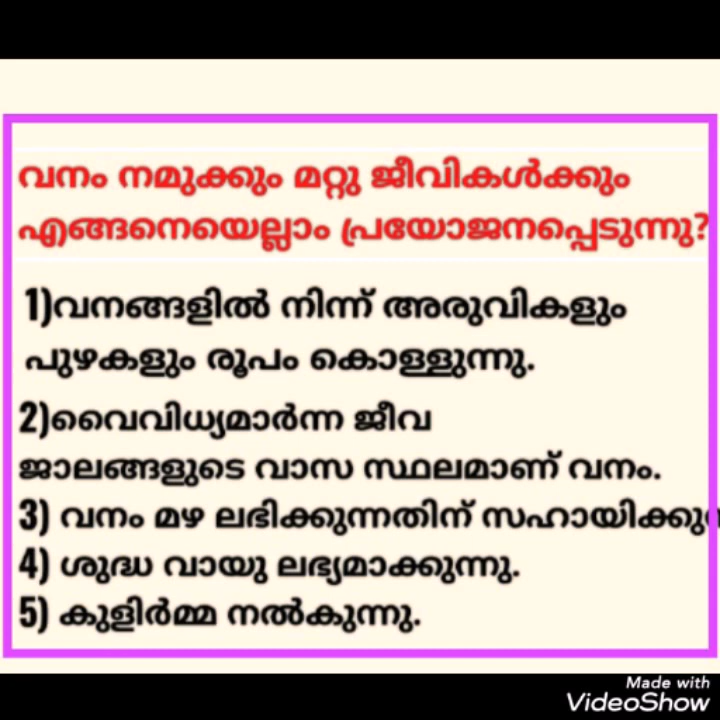 വനം നമുക്കും മറ്റു ജീവികൾക്കും
എങ്ങനെയെല്ലാം പ്രയോജനപ്പെടുന്നു?
1)വനങ്ങളിൽ നിന്ന് അരുവികളും
പുഴകളും രൂപം കൊള്ളുന്നു.
2)വൈവിധ്യമാർന്ന ജീവ
ജാലങ്ങളുടെ വാസ സ്ഥലമാണ് വനം.
3) വനം മഴ ലഭിക്കുന്നതിന്
4) ശുദ്ധ വായു ലഭ്യമാക്കുന്നു.
5) കുളിർമ്മ നൽകുന്നു.
Made with
VideoShow